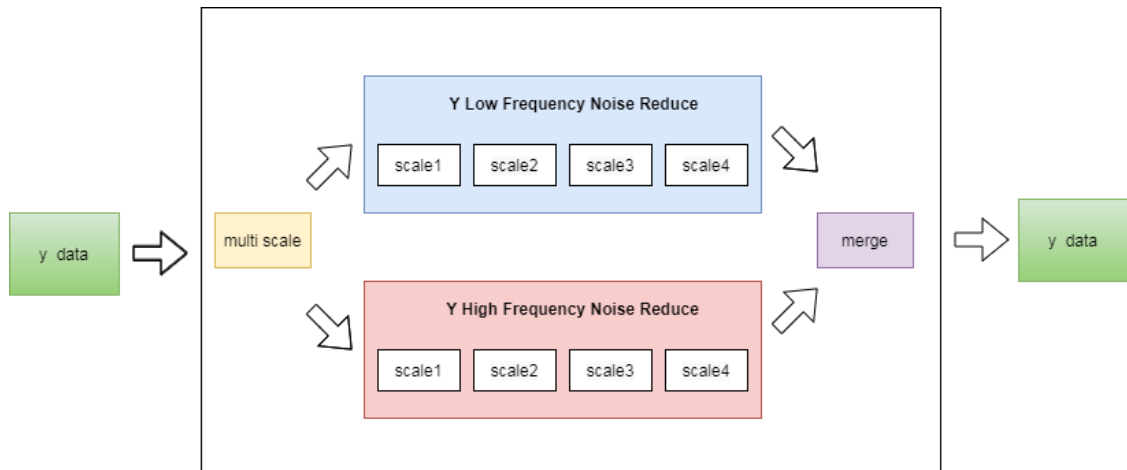 y data
multi scale
Y Low Frequency Noise Reduce
scale1 scale2 scale3 scale4
Y High Frequency Noise Reduce
scale1 scale2 scale3 scale4
merge
y data